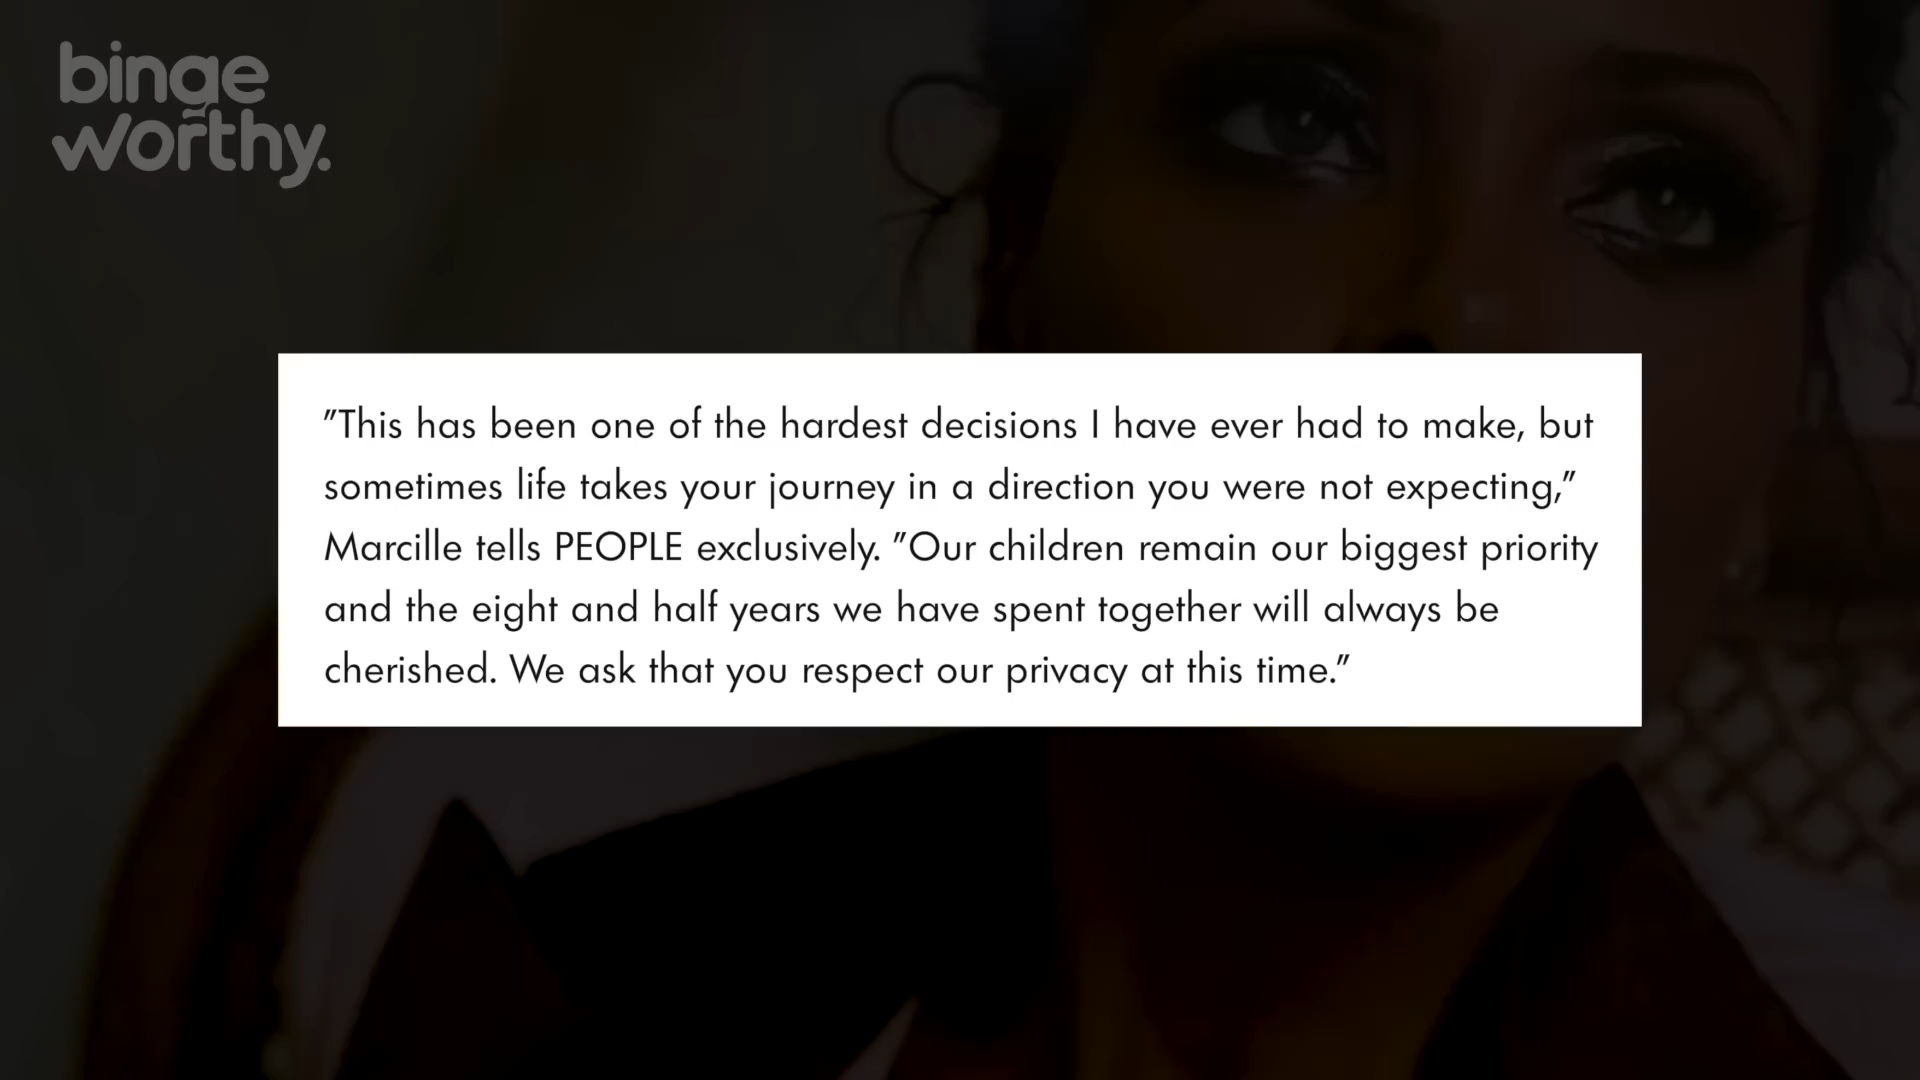 binge
worthy.
"This has been one of the hardest decisions I have ever had to make, but
sometimes life takes your journey in a direction you were not expecting,"
Marcille tells PEOPLE exclusively. "Our children remain our biggest priority
and the eight and half years we have spent together will always be
cherished. We ask that you respect our privacy at this time."